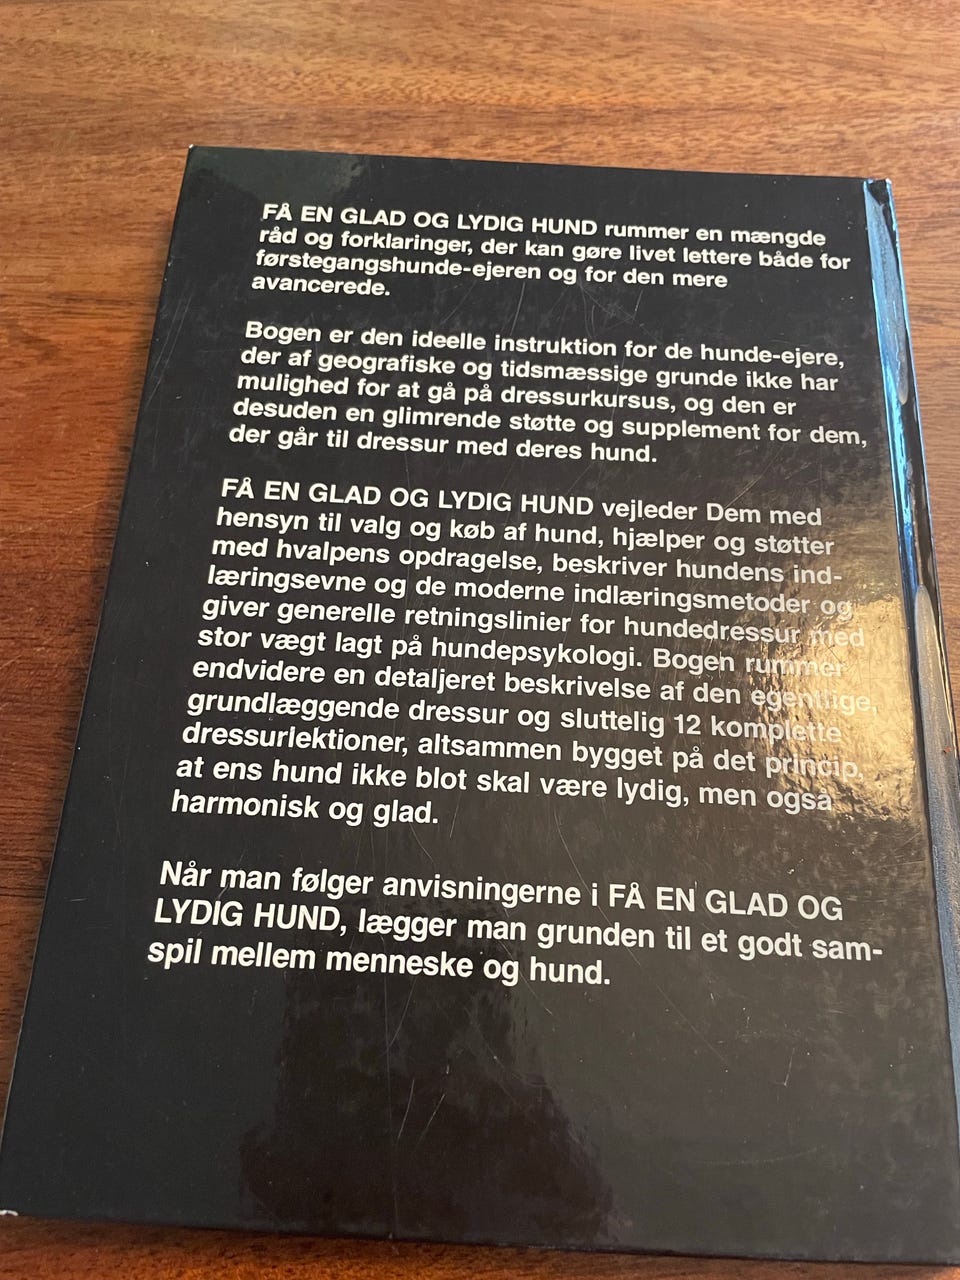 FÅ EN GLAD OG LYDIG HUND rummer en mængde
råd og forklaringer, der kan gøre livet lettere både for
førstegangshunde-ejeren og for den mere
avancerede.
Bogen er den ideelle instruktion for de hunde-ejere,
der af geografiske og tidsmæssige grunde ikke har
mulighed for at gå på dressurkursus, og den er
desuden en glimrende støtte og supplement for dem,
der går til dressur med deres hund.
FÅ EN GLAD OG LYDIG HUND vejleder Dem med
hensyn til valg og køb af hund, hjælper og støtter
med hvalpens opdragelse, beskriver hundens ind-
læringsevne og de moderne indlæringsmetoder og
giver generelle retningslinier for hundedressur med
stor vægt lagt på hundepsykologi. Bogen rummer
endvidere en detaljeret beskrivelse af den egentlige,
grundlæggende dressur og sluttelig 12 komplette
dressurlektioner, altsammen bygget på det princip,
at ens hund ikke blot skal være lydig, men også
harmonisk og glad.
Når man følger anvisningerne i FÅ EN GLAD OG
LYDIG HUND, lægger man grunden til et godt sam-
spil mellem menneske og hund.